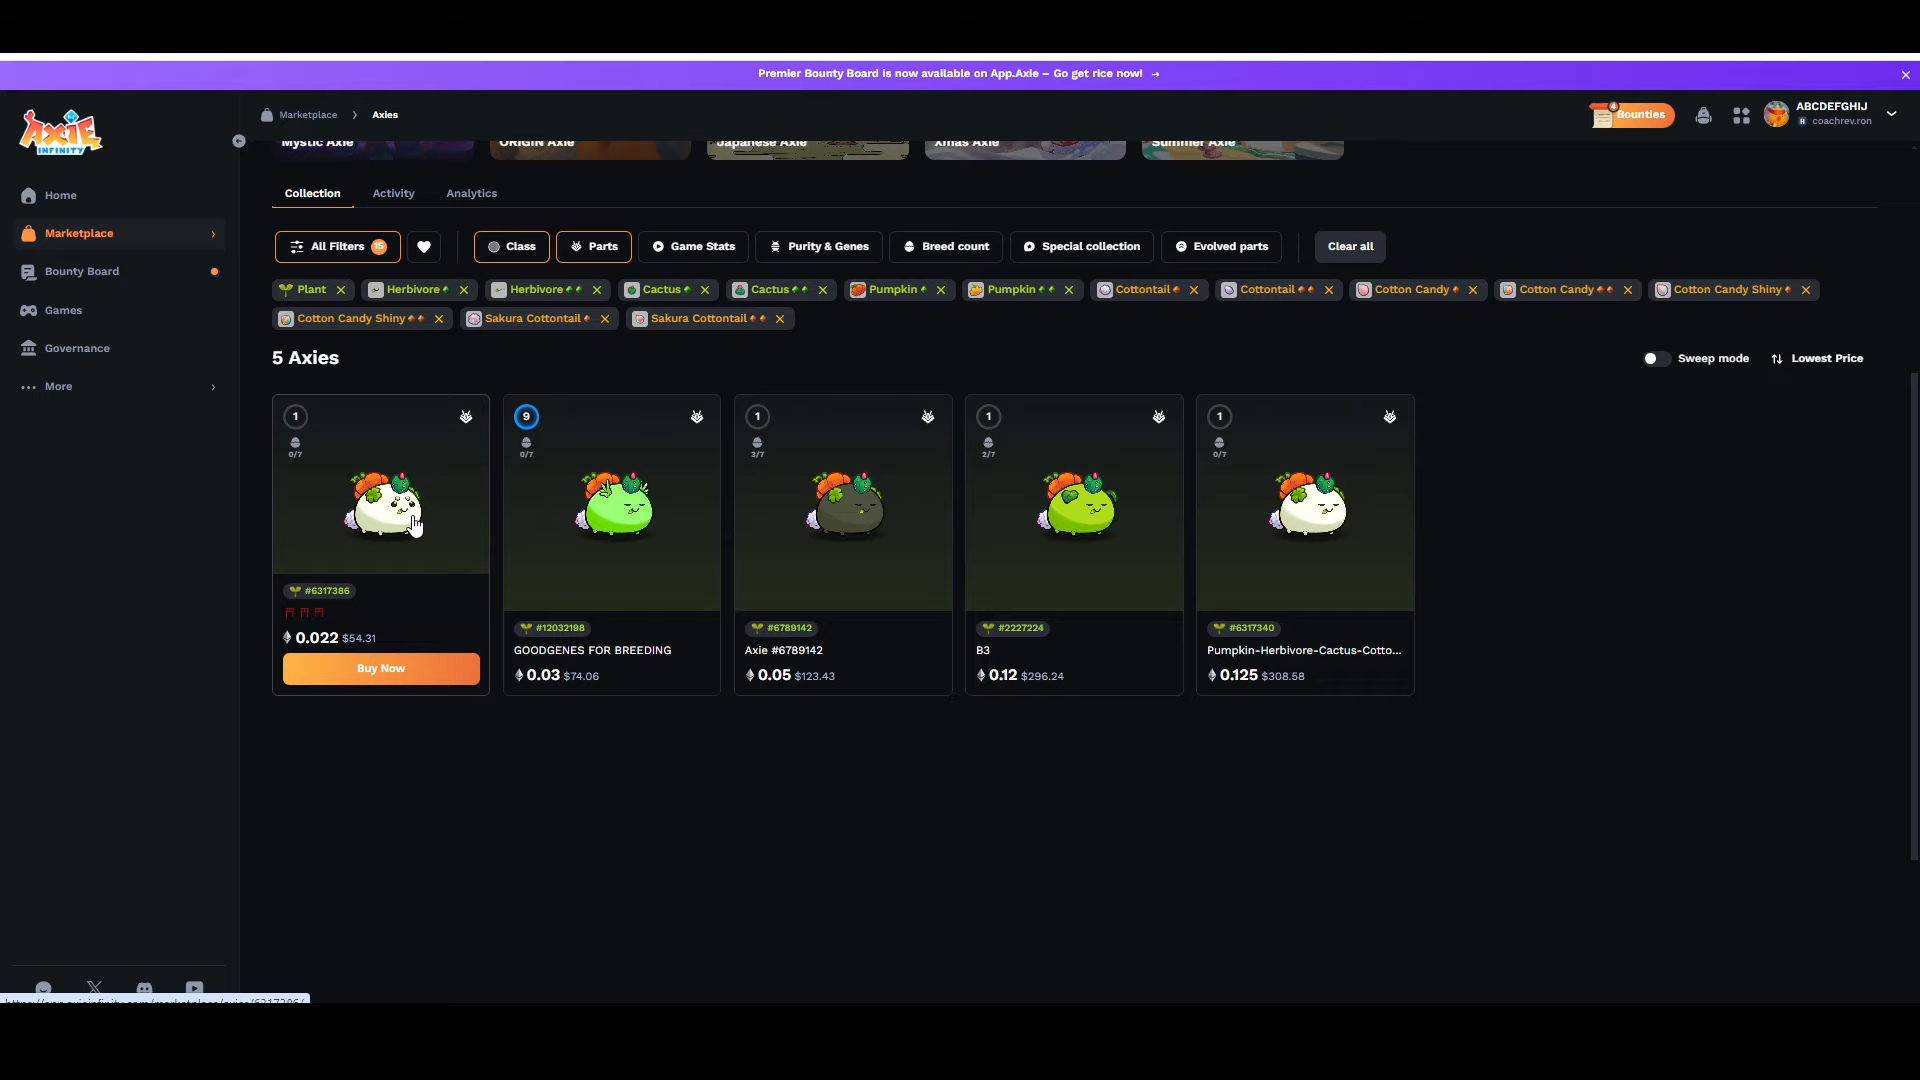 Premier Bounty Board is now available on App.Axie – Go get rice now! →
AXIE INFINITY
Marketplace > Axies
4
Bounties
ABCDEFGHIJ
coachrev.ron
Mystic Axie
ORIGIN Axie
Japanese Axie
Xmas Axie
Summer Axie
Home
Marketplace
Bounty Board
Games
Governance
More
Collection
Activity
Analytics
All Filters 15
Class
Parts
Game Stats
Purity & Genes
Breed count
Special collection
Evolved parts
Clear all
Plant
Herbivore
Herbivore
Cactus
Cactus
Pumpkin
Pumpkin
Cottontail
Cottontail
Cotton Candy
Cotton Candy
Cotton Candy Shiny
Cotton Candy Shiny
Sakura Cottontail
Sakura Cottontail
5 Axies
Sweep mode
Lowest Price
1
0/7
#6317386
0.022 $54.31
Buy Now
9
0/7
#12032198
GOODGENES FOR BREEDING
0.03 $74.06
1
3/7
#6789142
Axie #6789142
0.05 $123.43
1
2/7
#2227224
B3
0.12 $296.24
1
0/7
#6317340
Pumpkin-Herbivore-Cactus-Cotto...
0.125 $308.58